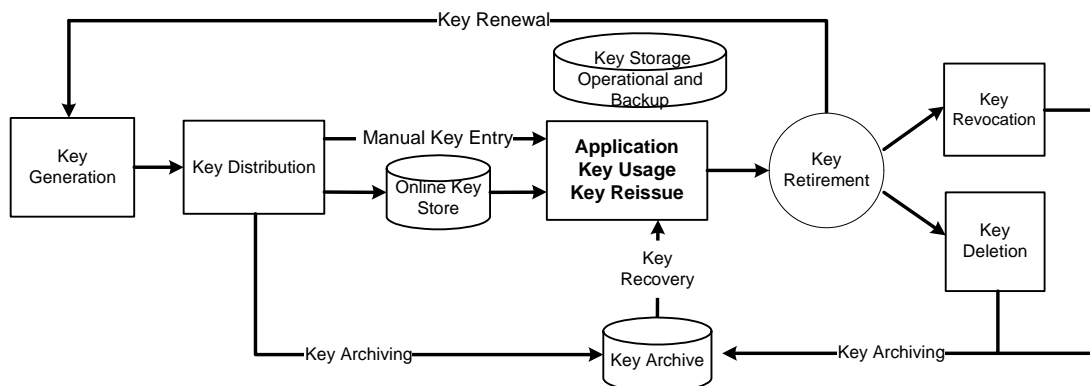 Key Renewal
Key Storage
Operational and
Backup
Key
Generation
Key Distribution
Manual Key Entry
Online Key
Store
Application
Key Usage
Key Reissue
Key
Retirement
Key
Revocation
Key
Deletion
Key
Recovery
Key Archiving
Key Archive
Key Archiving